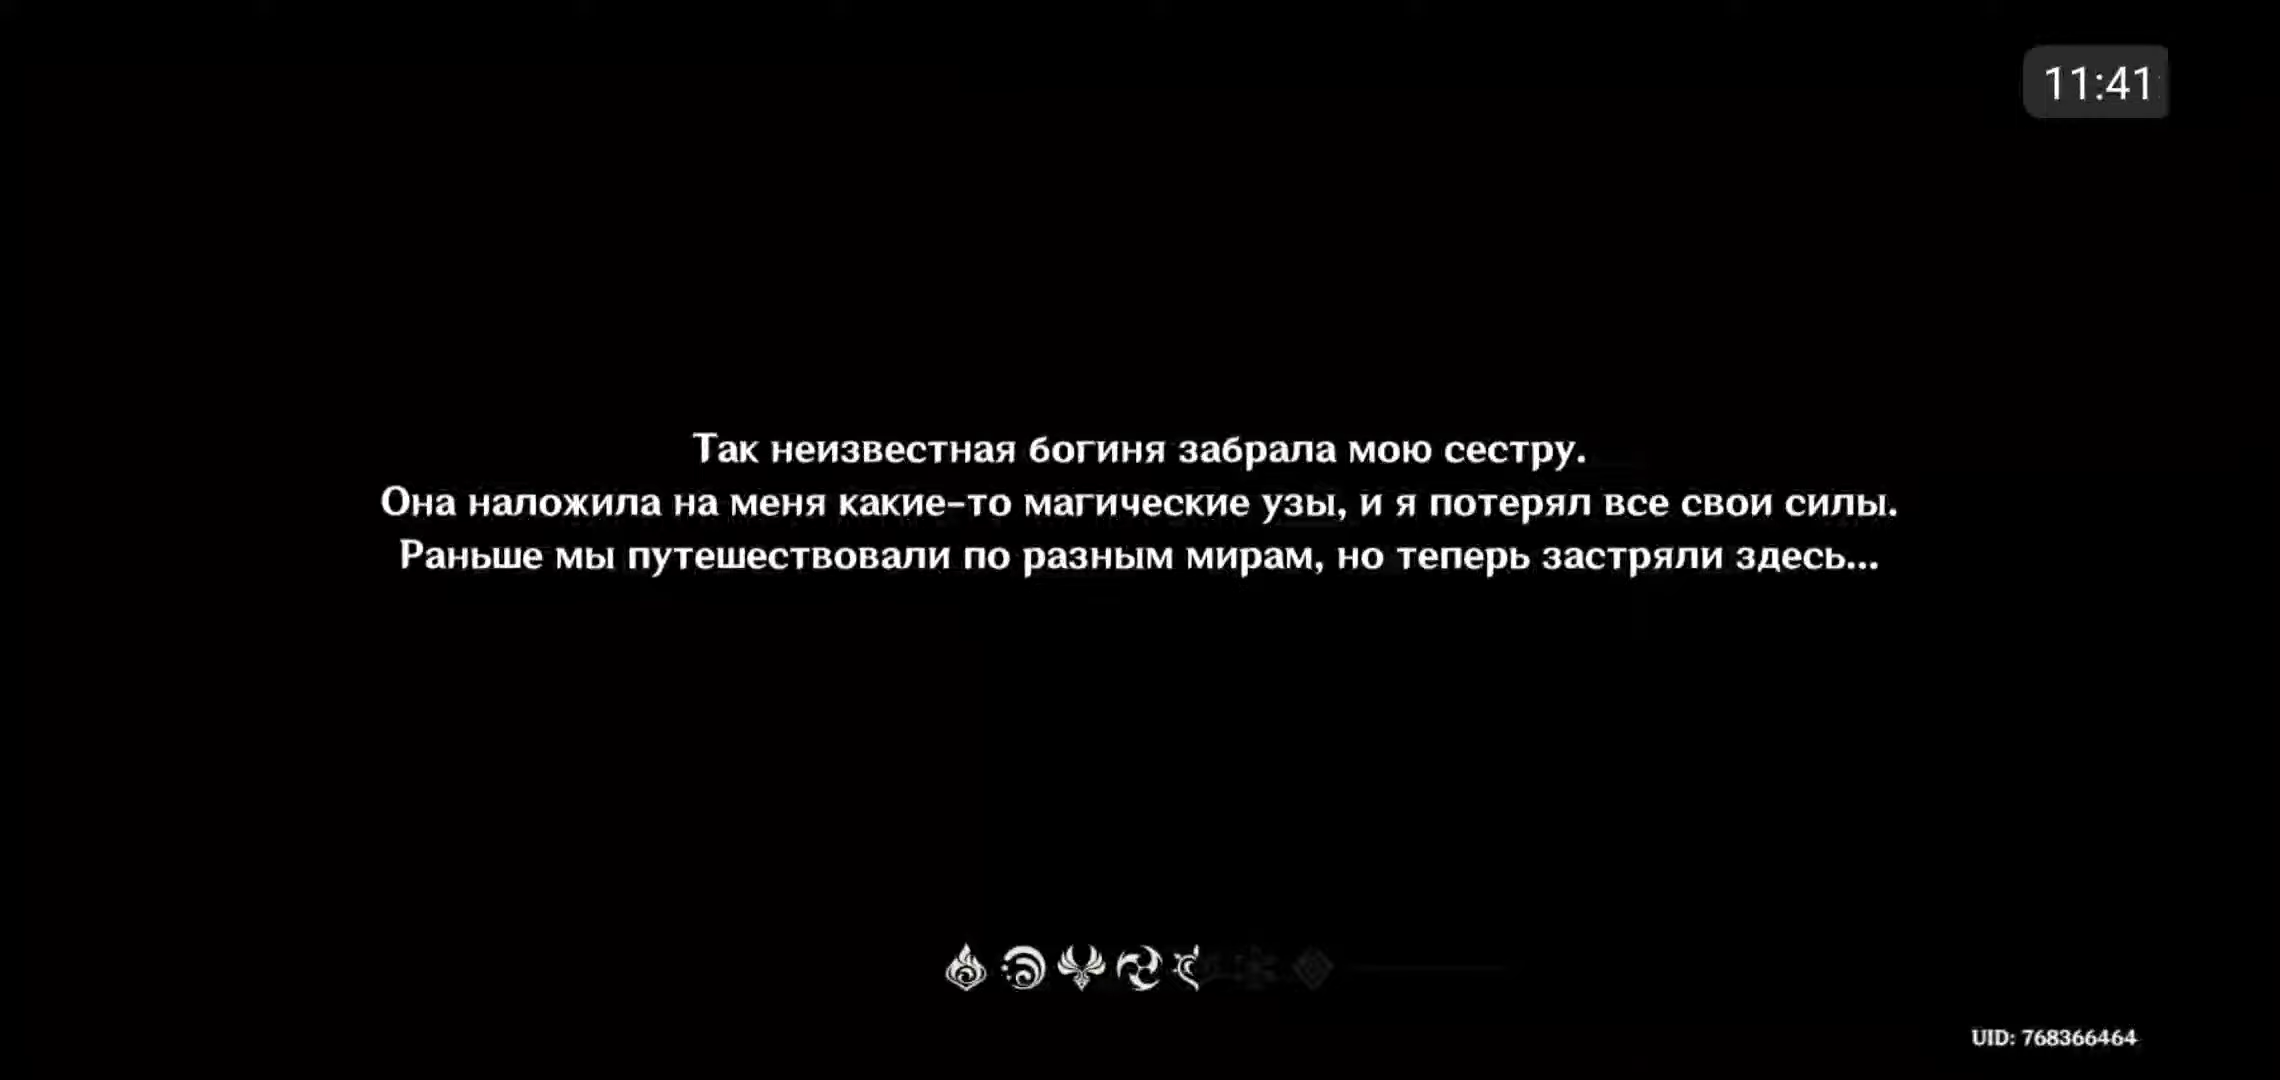 11:41
Так неизвестная богиня забрала мою сестру.
Она наложила на меня какие-то магические узы, и я потерял все свои силы.
Раньше мы путешествовали по разным мирам, но теперь застряли здесь...
UID: 768366464